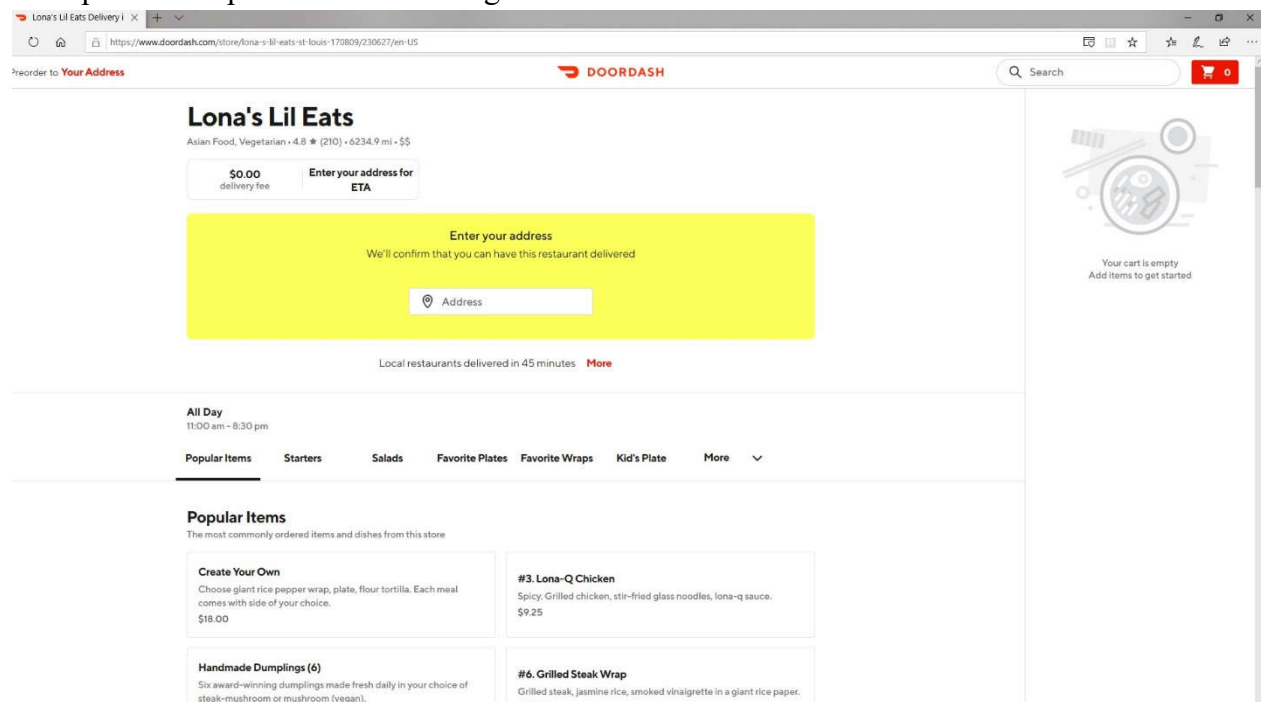 Lona's Lil Eats Delivery i
https://www.doordash.com/store/lona-s-lil-eats-st-louis-170809/230627/en-US
Preorder to Your Address
DOORDASH
Search
0
Lona's Lil Eats
Asian Food, Vegetarian • 4.8 ★ (210) • 6234.9 mi • $$
$0.00
delivery fee
Enter your address for
ETA
Enter your address
We'll confirm that you can have this restaurant delivered
Address
Your cart is empty
Add items to get started
Local restaurants delivered in 45 minutes More
All Day
11:00 am - 8:30 pm
Popular Items Starters Salads Favorite Plates Favorite Wraps Kid's Plate More
Popular Items
The most commonly ordered items and dishes from this store
Create Your Own
Choose giant rice pepper wrap, plate, flour tortilla. Each meal
comes with side of your choice.
$18.00
#3. Lona-Q Chicken
Spicy. Grilled chicken, stir-fried glass noodles, lona-q sauce.
$9.25
Handmade Dumplings (6)
Six award-winning dumplings made fresh daily in your choice of
steak-mushroom or mushroom (vegan).
#6. Grilled Steak Wrap
Grilled steak, jasmine rice, smoked vinaigrette in a giant rice paper.